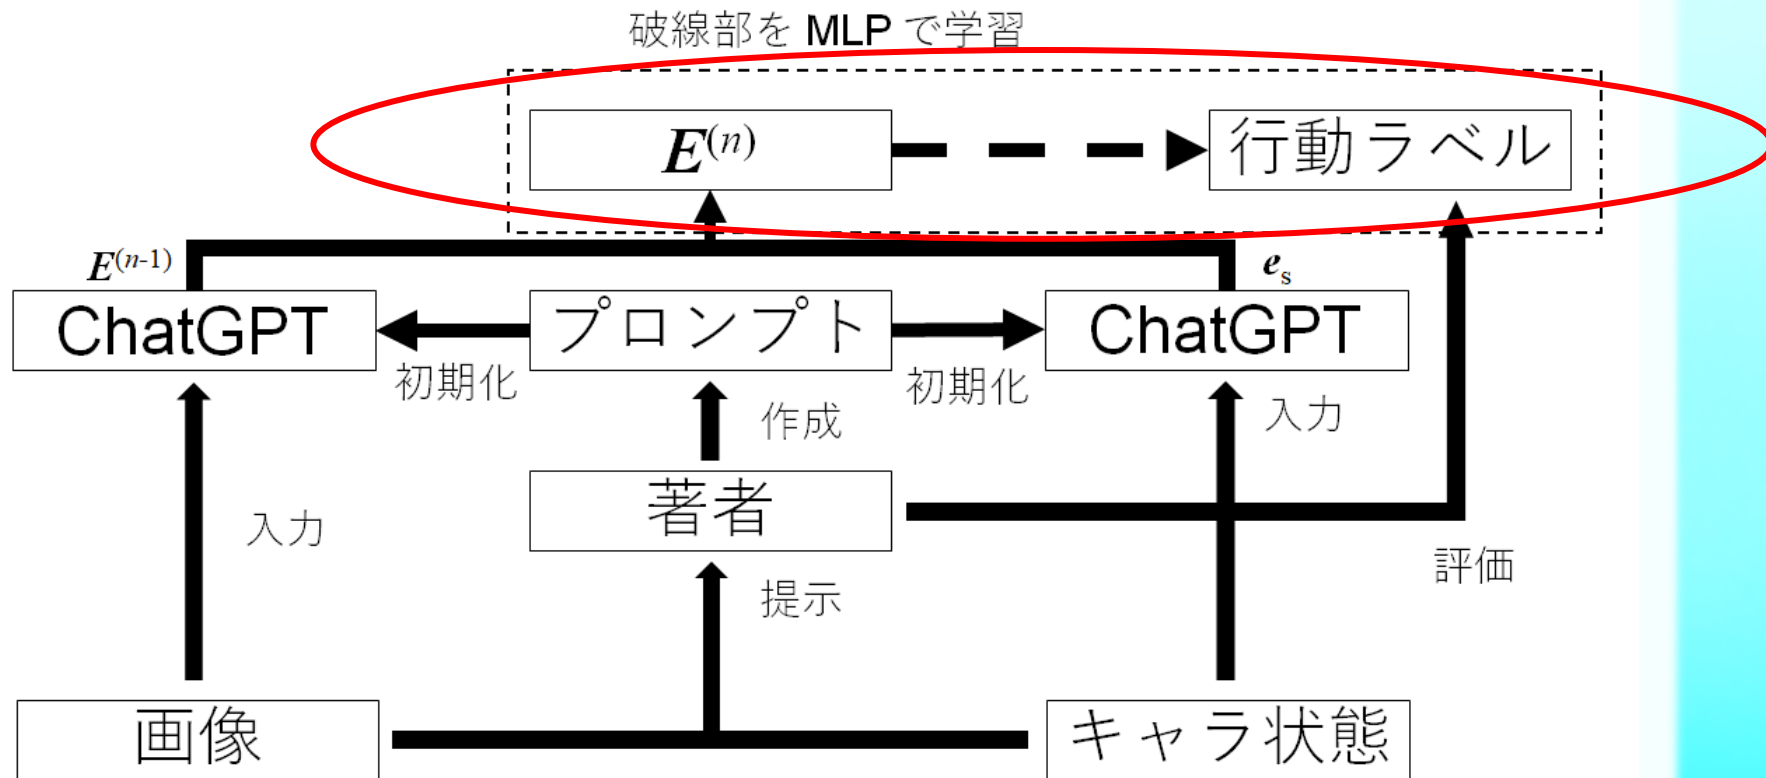 破線部を MLP で学習
E(n)
行動ラベル
E(n-1)
es
ChatGPT
プロンプト
ChatGPT
初期化
初期化
作成
入力
著者
入力
評価
提示
画像
キャラ状態